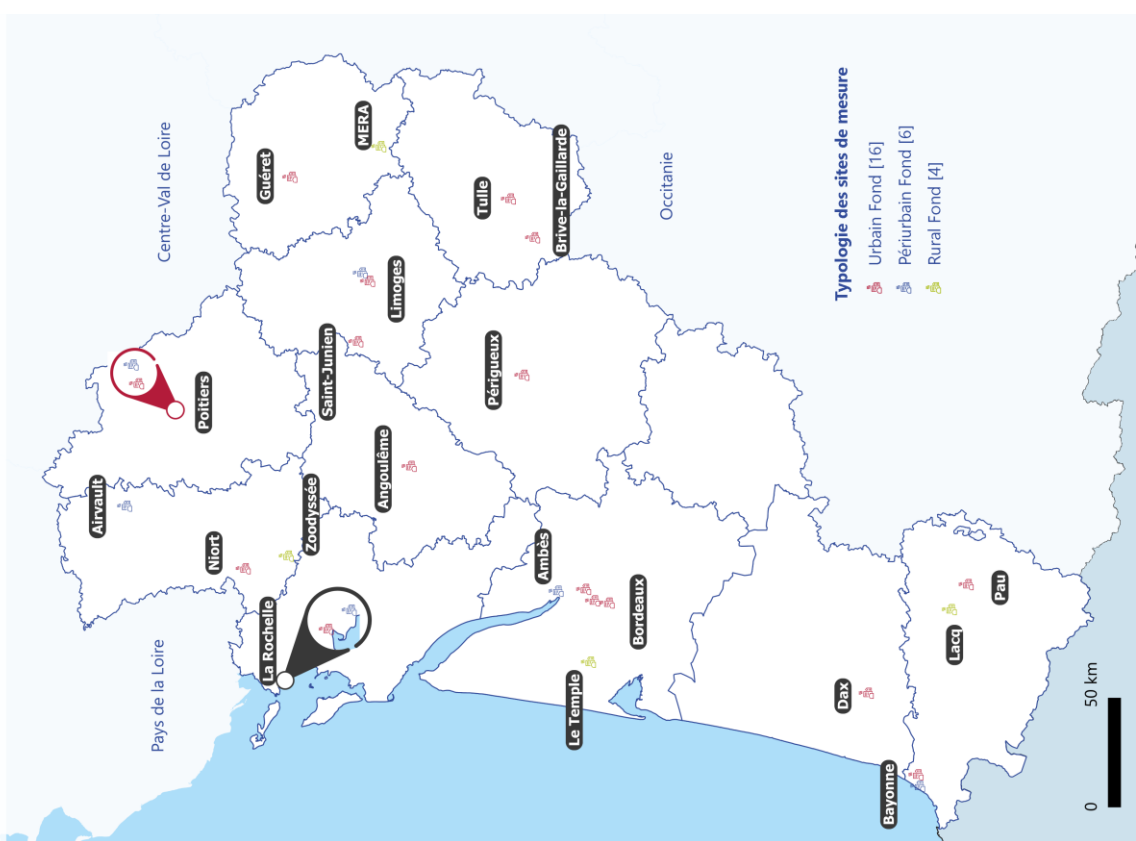 Pays de la Loire
Centre-Val de Loire
Airvault
Poitiers
Niort
Zoodyssée
La Rochelle
Guéret
MERA
Saint-Junien
Limoges
Angoulême
Tulle
Brive-la-Gaillarde
Périgueux
Ambès
Bordeaux
Le Temple
Occitanie
Dax
Bayonne
Lacq
Pau
Typologie des sites de mesure
Urbain Fond [16]
Périurbain Fond [6]
Rural Fond [4]
0 50 km